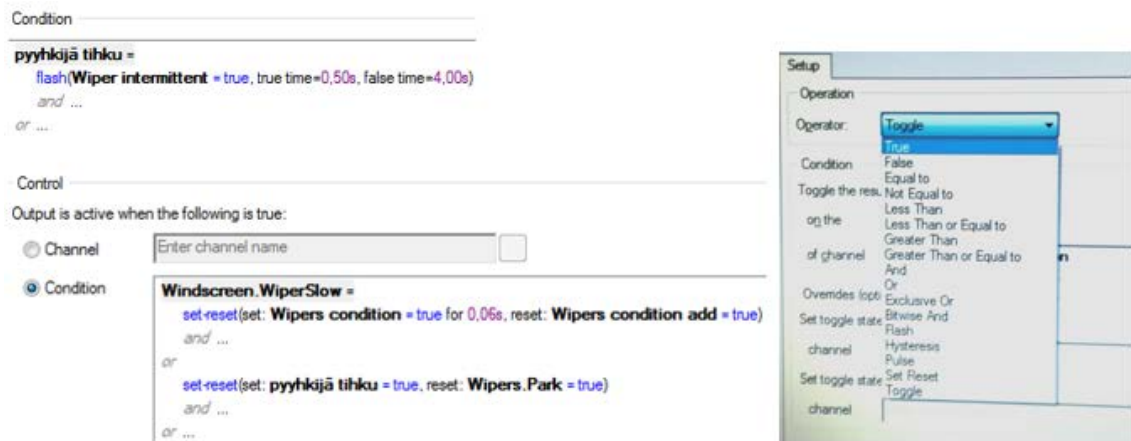 Condition
pyyhkijä tihku =
flash(Wiper intermittent = true, true time=0,50s, false time=4,00s)
and ...
or ...
Control
Output is active when the following is true:
Channel
Enter channel name
Condition
Windscreen.WiperSlow =
set-reset(set: Wipers condition = true for 0,06s, reset: Wipers condition add = true)
and ...
or
set-reset(set: pyyhkijä tihku = true, reset: Wipers.Park = true)
and ...
or ...
Setup
Operation
Operator:
Toggle
True
False
Equal to
Not Equal to
Less Than
Less Than or Equal to
Greater Than
Greater Than or Equal to
And
Or
Exclusive Or
Bitwise And
Flash
Hysteresis
Pulse
Set Reset
Toggle
Condition
Toggle the
on the
of channel
Overrides
Set toggle state
channel
Set toggle state
channel